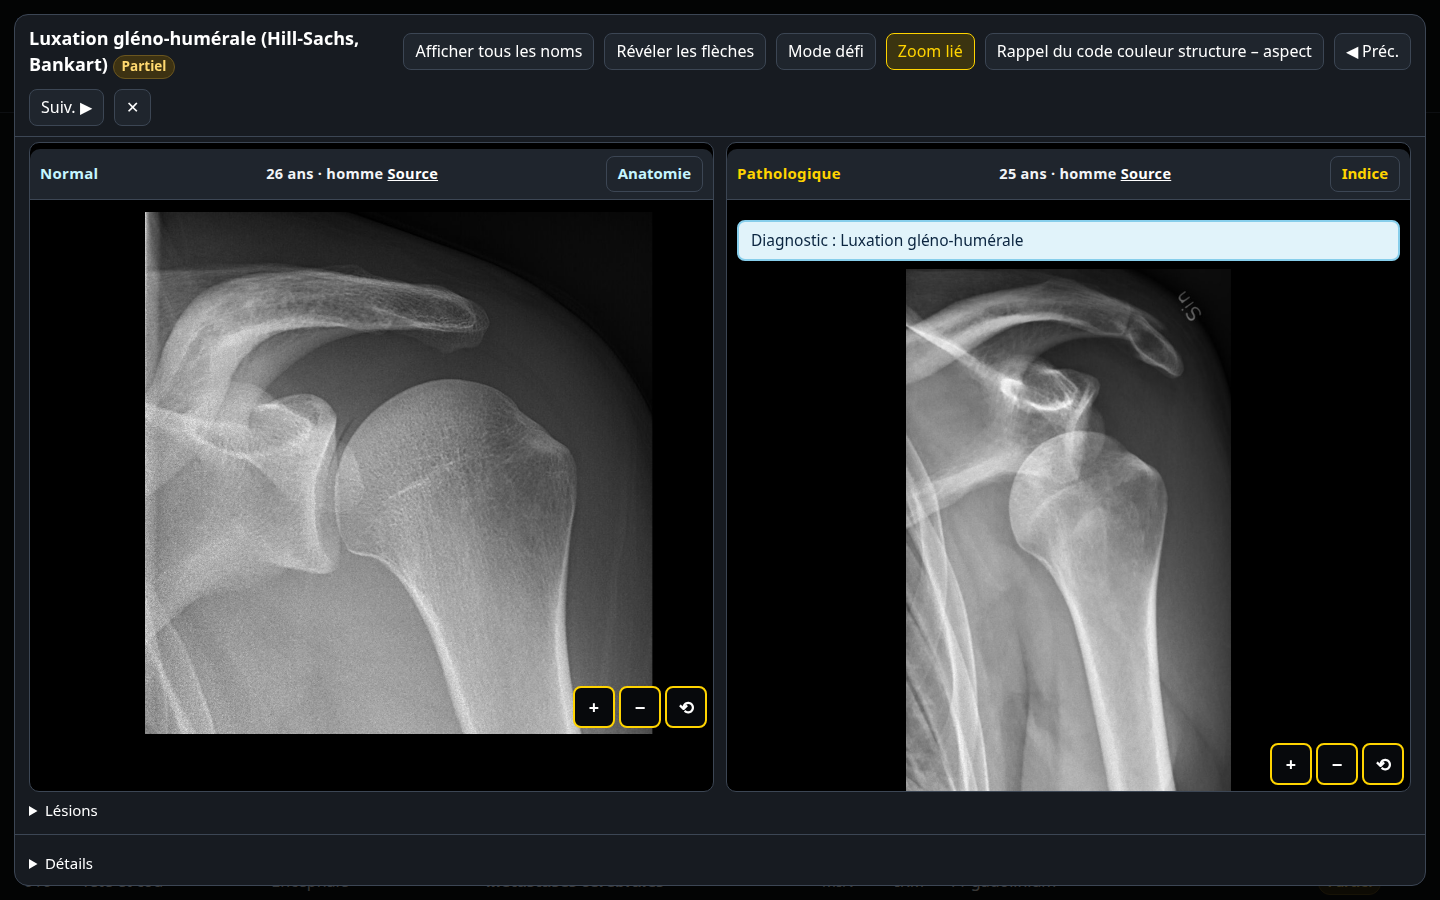 Luxation gléno-humérale (Hill-Sachs,
Bankart) Partiel
Afficher tous les noms
Révéler les flèches
Mode défi
Zoom lié
Rappel du code couleur structure – aspect
◀ Préc.
Suiv. ▶
✕
Normal
26 ans · homme Source
Anatomie
Pathologique
25 ans · homme Source
Indice
Diagnostic : Luxation gléno-humérale
Sin
+ − ⟲
+ − ⟲
▶ Lésions
▶ Détails